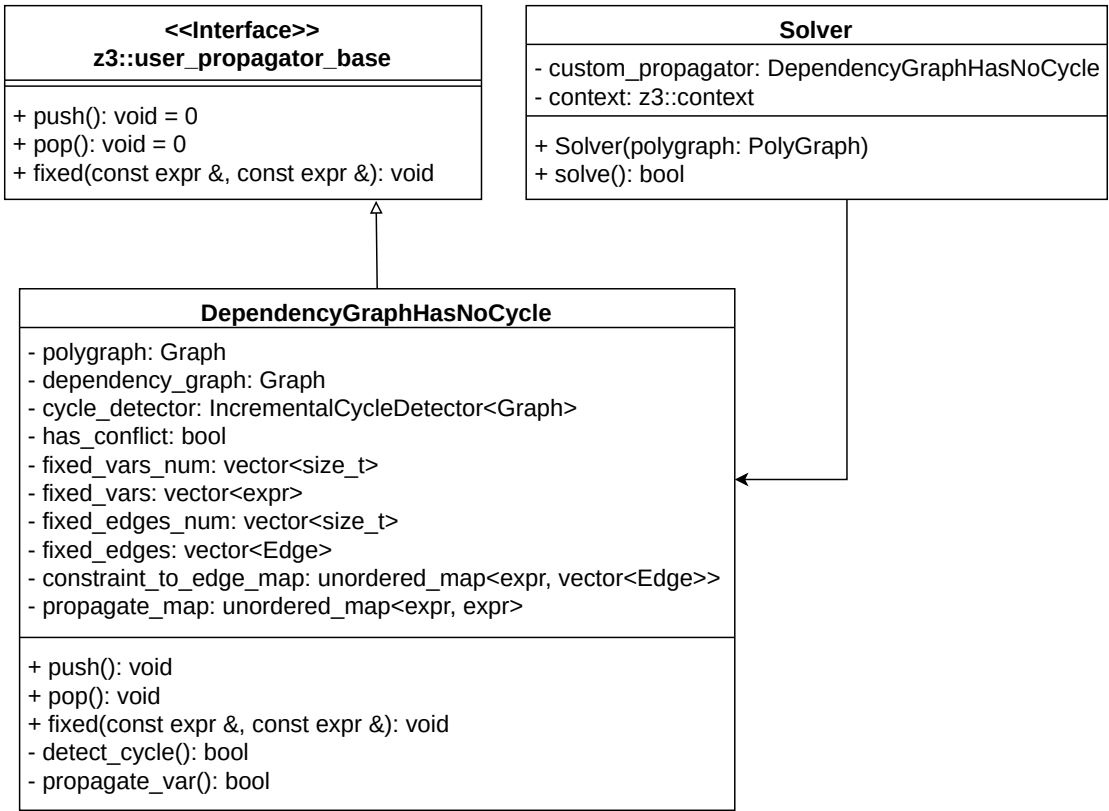 <<Interface>>
z3::user_propagator_base
+ push(): void = 0
+ pop(): void = 0
+ fixed(const expr &, const expr &): void
Solver
- custom_propagator: DependencyGraphHasNoCycle
- context: z3::context
+ Solver(polygraph: PolyGraph)
+ solve(): bool
DependencyGraphHasNoCycle
- polygraph: Graph
- dependency_graph: Graph
- cycle_detector: IncrementalCycleDetector<Graph>
- has_conflict: bool
- fixed_vars_num: vector<size_t>
- fixed_vars: vector<expr>
- fixed_edges_num: vector<size_t>
- fixed_edges: vector<Edge>
- constraint_to_edge_map: unordered_map<expr, vector<Edge>>
- propagate_map: unordered_map<expr, expr>
+ push(): void
+ pop(): void
+ fixed(const expr &, const expr &): void
- detect_cycle(): bool
- propagate_var(): bool